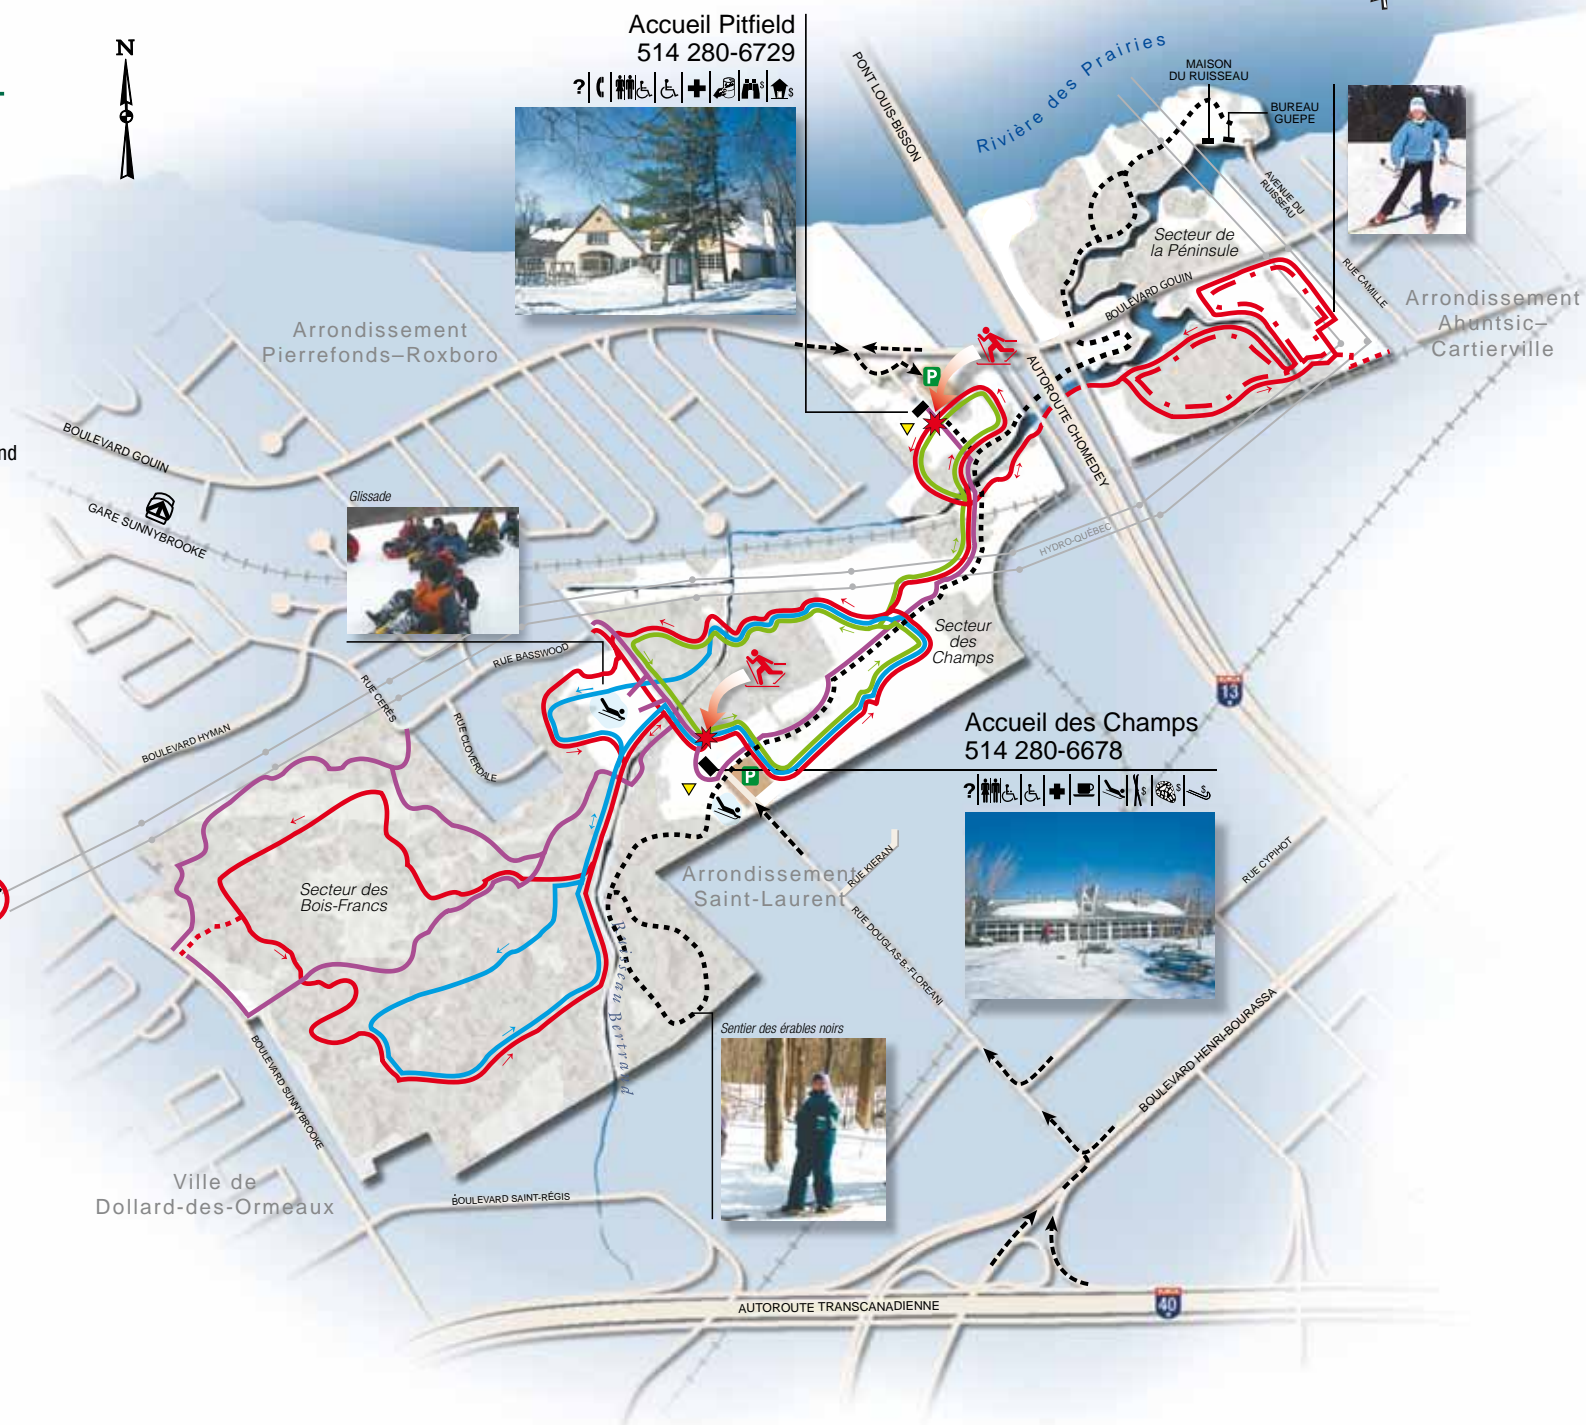 Accueil Pitfield
514 280-6729
?
$
$
N
PONT LOUIS-BISSON
Rivière des Prairies
MAISON
DU RUISSEAU
BUREAU
GUEPE
AVENUE DU
RUISSEAU
Secteur de
la Péninsule
BOULEVARD GOUIN
RUE CAMILLE
Arrondissement
Ahuntsic–
Cartierville
Arrondissement
Pierrefonds–Roxboro
P
AUTOROUTE CHOMEDEY
BOULEVARD GOUIN
nd
GARE SUNNYBROOKE
Glissade
HYDRO-QUÉBEC
Secteur
des
Champs
RUE BASSWOOD
RUE CERÈS
RUE CLOVERDALE
BOULEVARD HYMAN
13
Accueil des Champs
514 280-6678
?
$
$
$
P
Arrondissement
Saint-Laurent
RUE KIERAN
RUE CYPIHOT
Secteur des
Bois-Francs
RUE DOUGLAS-B.-FLOREANI
Ruisseau Bertrand
BOULEVARD HENRI-BOURASSA
Sentier des érables noirs
BOULEVARD SUNNYBROOKE
Ville de
Dollard-des-Ormeaux
BOULEVARD SAINT-RÉGIS
AUTOROUTE TRANSCANADIENNE
40